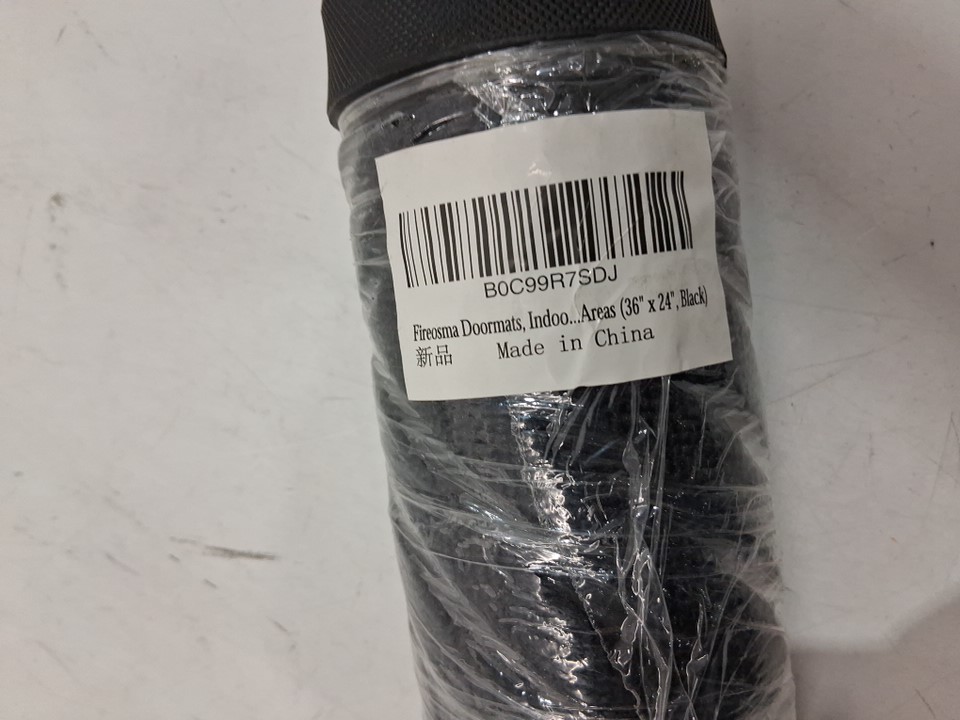 B0C99R7SDJ
Fireosma Doormats, Indoo...Areas (36" x 24", Black)
新品 Made in China